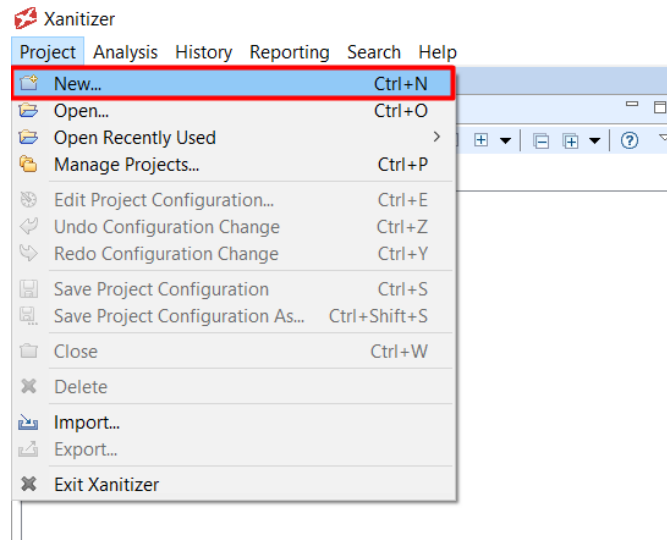 Xanitizer
Project Analysis History Reporting Search Help
New... Ctrl+N
Open... Ctrl+O
Open Recently Used
Manage Projects... Ctrl+P
Edit Project Configuration... Ctrl+E
Undo Configuration Change Ctrl+Z
Redo Configuration Change Ctrl+Y
Save Project Configuration Ctrl+S
Save Project Configuration As... Ctrl+Shift+S
Close Ctrl+W
Delete
Import...
Export...
Exit Xanitizer